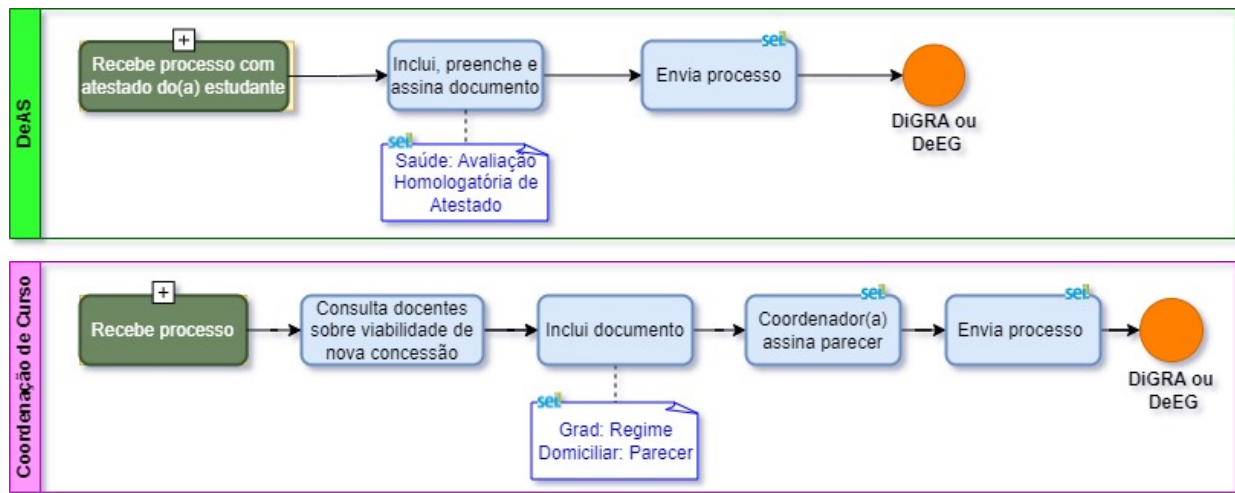 DeAS
+
Recebe processo com
atestado do(a) estudante
Inclui, preenche e
assina documento
sei!
Envia processo
DiGRA ou
DeEG
sei!
Saúde: Avaliação
Homologatória de
Atestado
Coordenação de Curso
+
Recebe processo
Consulta docentes
sobre viabilidade de
nova concessão
Inclui documento
sei!
Coordenador(a)
assina parecer
sei!
Envia processo
DiGRA ou
DeEG
sei!
Grad: Regime
Domiciliar: Parecer